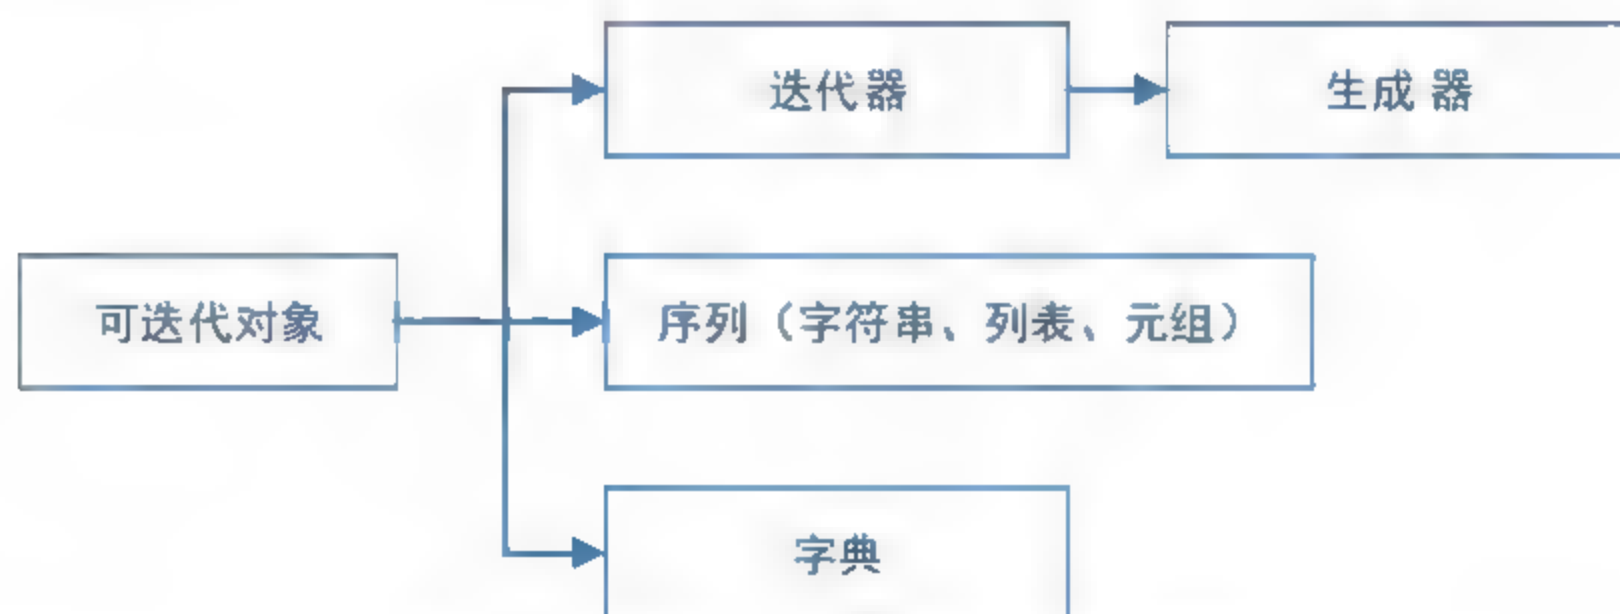 迭代器
生成器
可迭代对象
序列（字符串、列表、元组）
字典